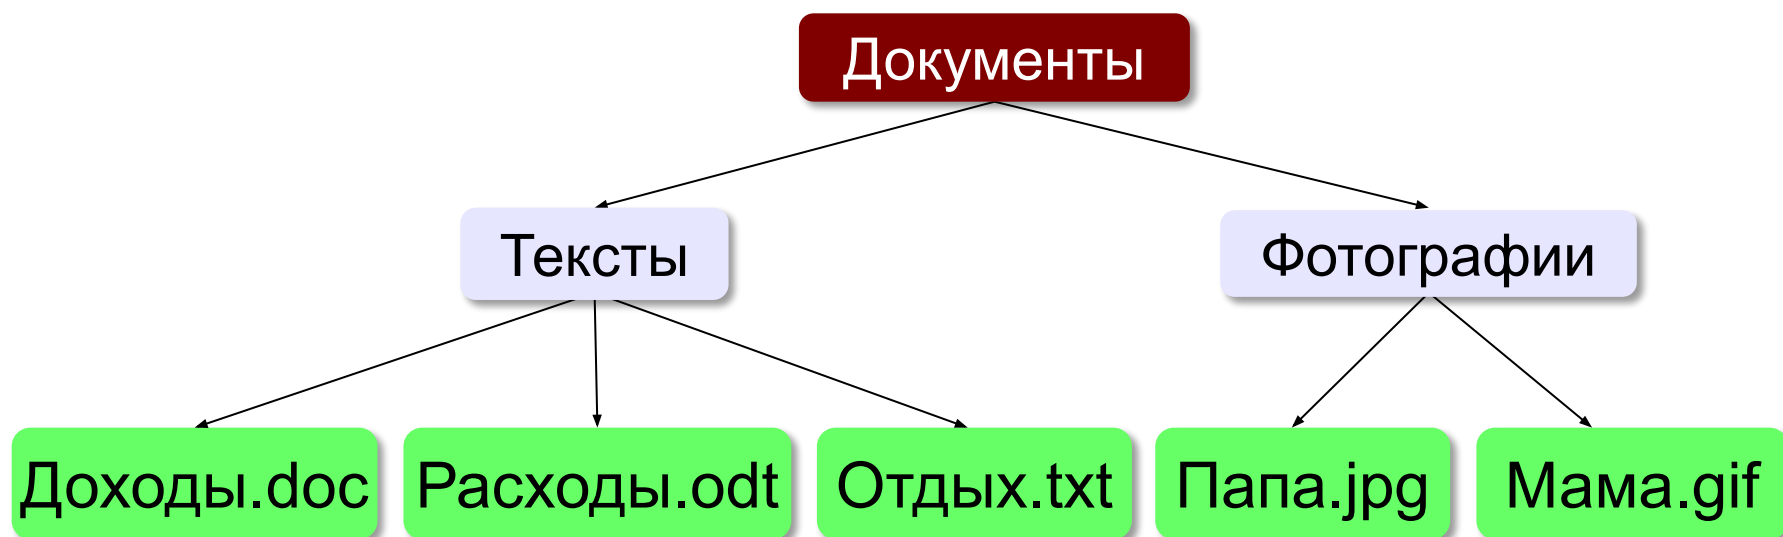 Документы
Тексты
Фотографии
Доходы.doc
Расходы.odt
Отдых.txt
Папа.jpg
Мама.gif